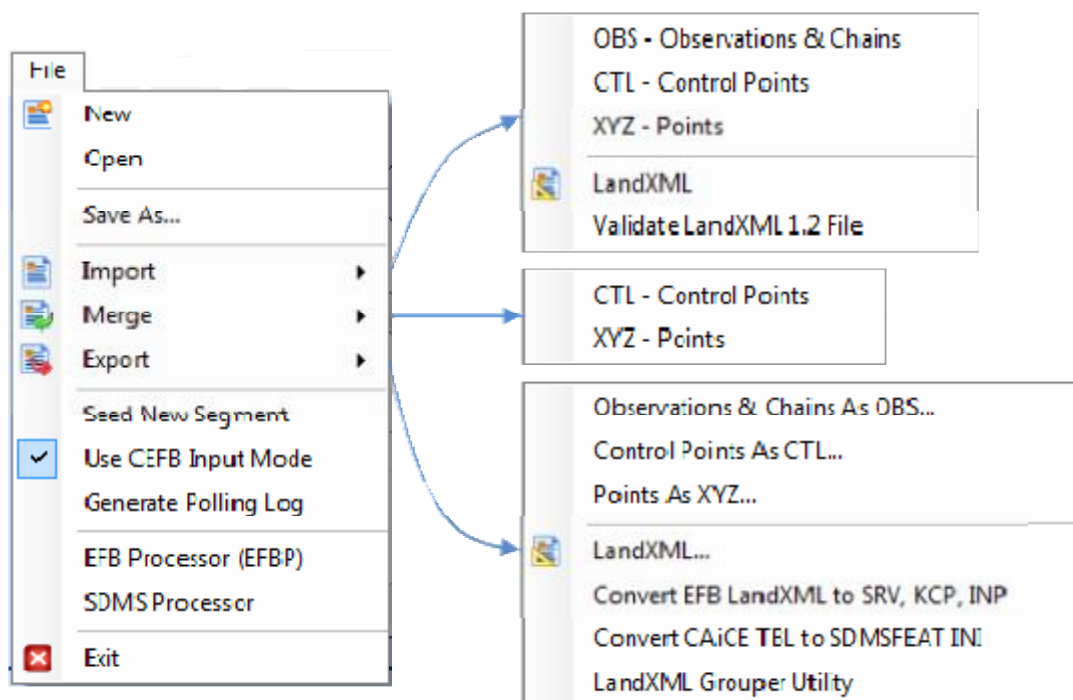 File
New
Open
Save As...
Import
Merge
Export
Seed New Segment
Use CEFB Input Mode
Generate Polling Log
EFB Processor (EFBP)
SDMS Processor
Exit
OBS - Observations & Chains
CTL - Control Points
XYZ - Points
LandXML
Validate LandXML 1.2 File
CTL - Control Points
XYZ - Points
Observations & Chains As OBS...
Control Points As CTL...
Points As XYZ...
LandXML...
Convert EFB LandXML to SRV, KCP, INP
Convert CAiCE TBL to SDMSFEAT INI
LandXML Grouper Utility